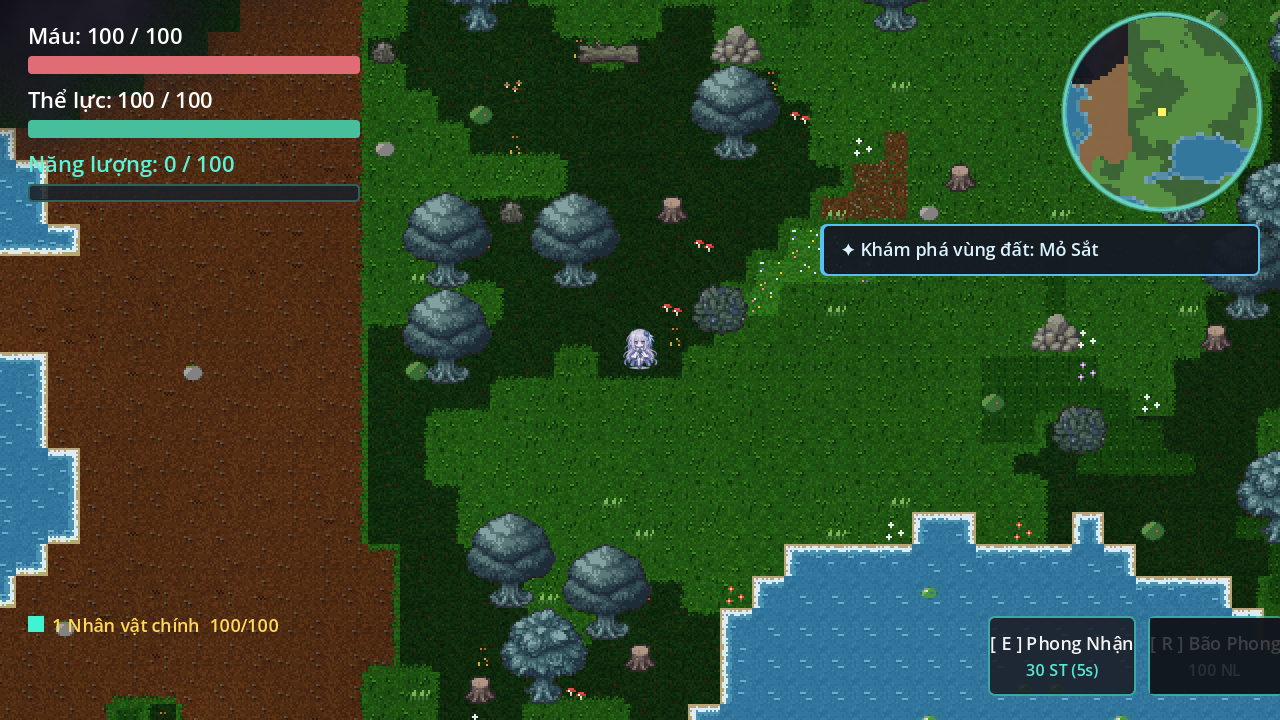 Máu: 100 / 100
Thể lực: 100 / 100
Năng lượng: 0 / 100
✦ Khám phá vùng đất: Mỏ Sắt
1 Nhân vật chính 100/100
[ E ] Phong Nhận
30 ST (5s)
[ R ] Bão Phong
100 NL